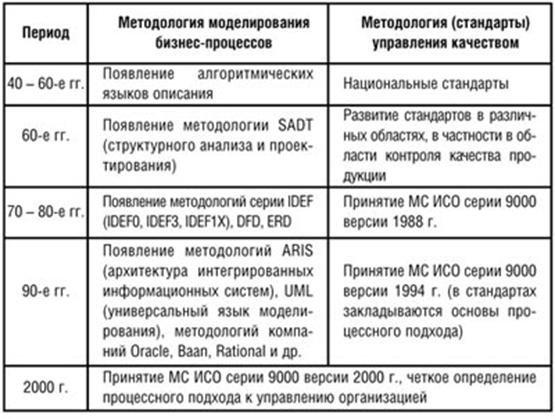 Период
Методология моделирования
бизнес-процессов
Методология (стандарты)
управления качеством
40 – 60-е гг.
Появление алгоритмических
языков описания
Национальные стандарты
60-е гг.
Появление методологии SADT
(структурного анализа и проек-
тирования)
Развитие стандартов в различ-
ных областях, в частности в об-
ласти контроля качества про-
дукции
70 – 80-е гг.
Появление методологий серии IDEF
(IDEF0, IDEF3, IDEF1X), DFD, ERD
Принятие МС ИСО серии 9000
версии 1988 г.
90-е гг.
Появление методологий ARIS
(архитектура интегрированных
информационных систем), UML
(универсальный язык модели-
рования), методологий компа-
ний Oracle, Baan, Rational и др.
Принятие МС ИСО серии 9000
версии 1994 г. (в стандартах
закладываются основы про-
цессного подхода)
2000 г.
Принятие МС ИСО серии 9000 версии 2000 г., четкое определение
процессного подхода к управлению организацией